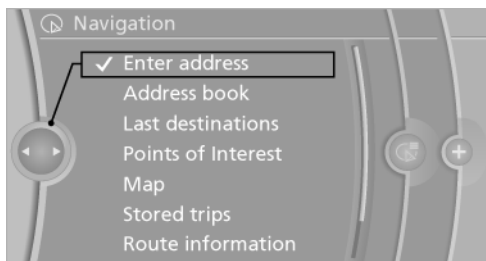 Navigation
Enter address
Address book
Last destinations
Points of Interest
Map
Stored trips
Route information